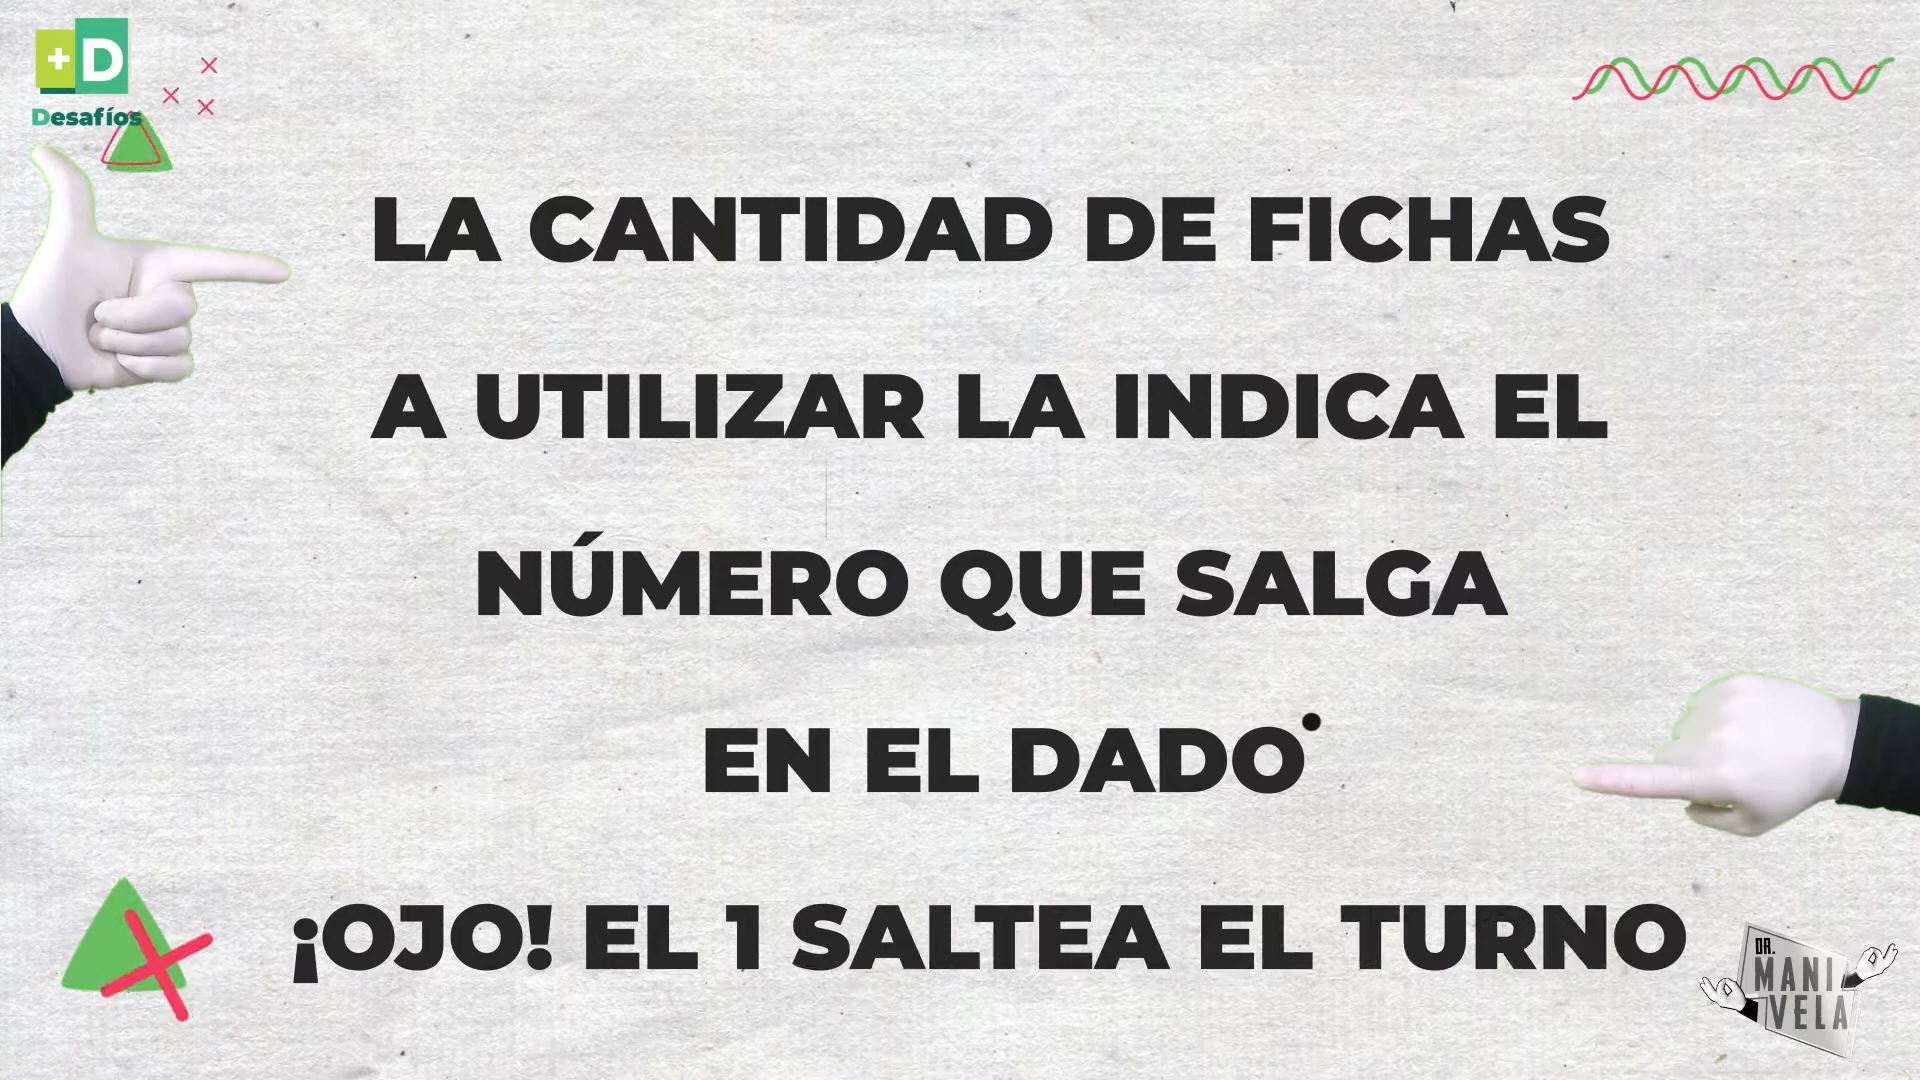 +D
Desafíos
LA CANTIDAD DE FICHAS
A UTILIZAR LA INDICA EL
NÚMERO QUE SALGA
EN EL DADO
¡OJO! EL 1 SALTEA EL TURNO
DR.
MANI
VELA